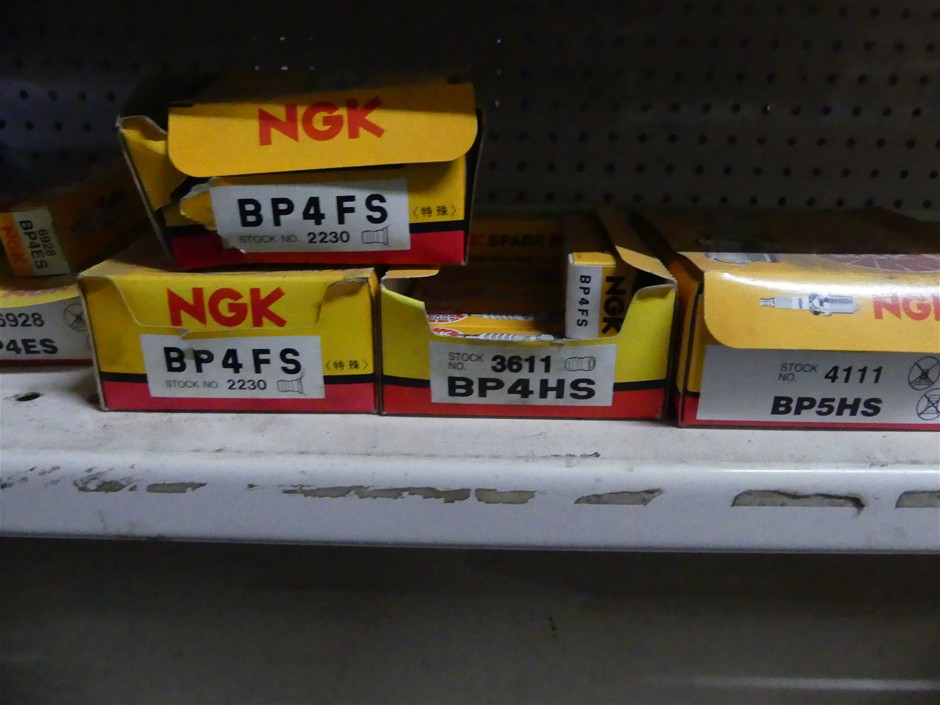 NGK
BP4FS 〈特殊〉
STOCK NO. 2230
NGK
BP4ES
6928
6928
P4ES
NGK
BP4FS 〈特殊〉
STOCK NO. 2230
SPARK
BP4FS
NGK
STOCK NO. 3611
BP4HS
NGK
STOCK NO. 4111
BP5HS